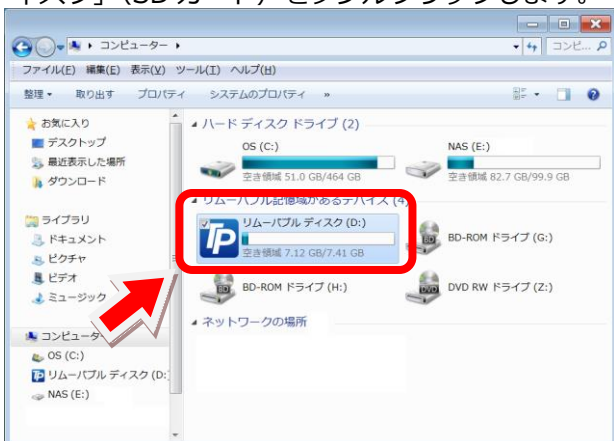 イスク」(SD カード) をダブルクリックします。
コンピューター
コンピ...
ファイル(F) 編集(E) 表示(V) ツール(T) ヘルプ(H)
整理 取り出す プロパティ システムのプロパティ »
お気に入り
デスクトップ
最近表示した場所
ダウンロード
ライブラリ
ドキュメント
ピクチャ
ビデオ
ミュージック
コンピューター
OS (C:)
リムーバブル ディスク (D:)
NAS (E:)
ハード ディスク ドライブ (2)
OS (C:)
空き領域 51.0 GB/464 GB
NAS (E:)
空き領域 82.7 GB/99.9 GB
リムーバブル記憶域があるデバイス (4)
TP
リムーバブル ディスク (D:)
空き領域 7.12 GB/7.41 GB
BD
BD-ROM ドライブ (G:)
BD
BD-ROM ドライブ (H:)
DVD
DVD RW ドライブ (Z:)
ネットワークの場所